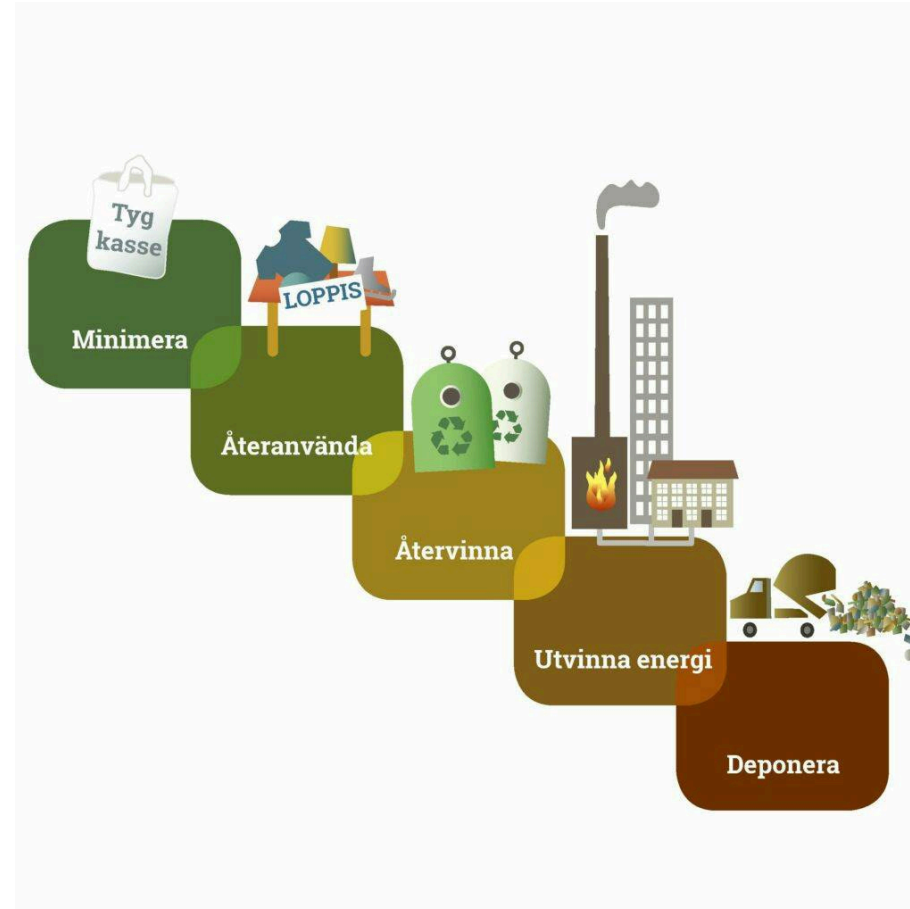 Tyg
kasse
Minimera
LOPPIS
Återanvända
Återvinna
Utvinna energi
Deponera